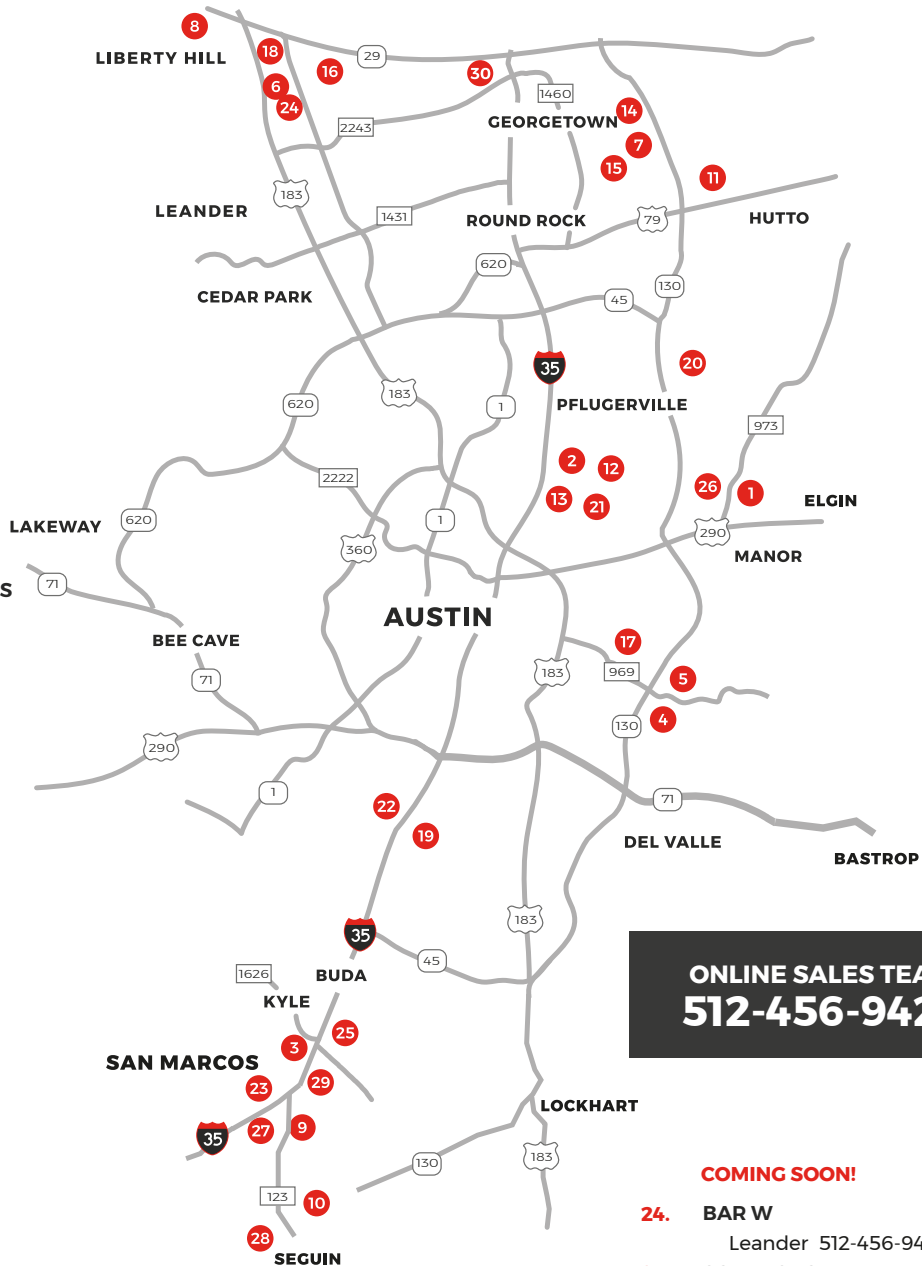 8
LIBERTY HILL
18
29
16
30
6
24
1460
14
GEORGETOWN
2243
7
15
11
183
LEANDER
1431
ROUND ROCK
79
HUTTO
620
CEDAR PARK
130
45
20
35
183
620
1
PFLUGERVILLE
973
2
12
2222
26
1
13
21
ELGIN
LAKEWAY
620
1
290
360
MANOR
71
S
AUSTIN
BEE CAVE
17
969
5
183
71
4
130
290
1
71
22
19
DEL VALLE
BASTROP
183
35
45
1626
BUDA
KYLE
25
3
SAN MARCOS
29
23
35
27
9
LOCKHART
183
130
123
10
28
SEGUIN
ONLINE SALES TEA
512-456-942
COMING SOON!
24. BAR W
Leander 512-456-94